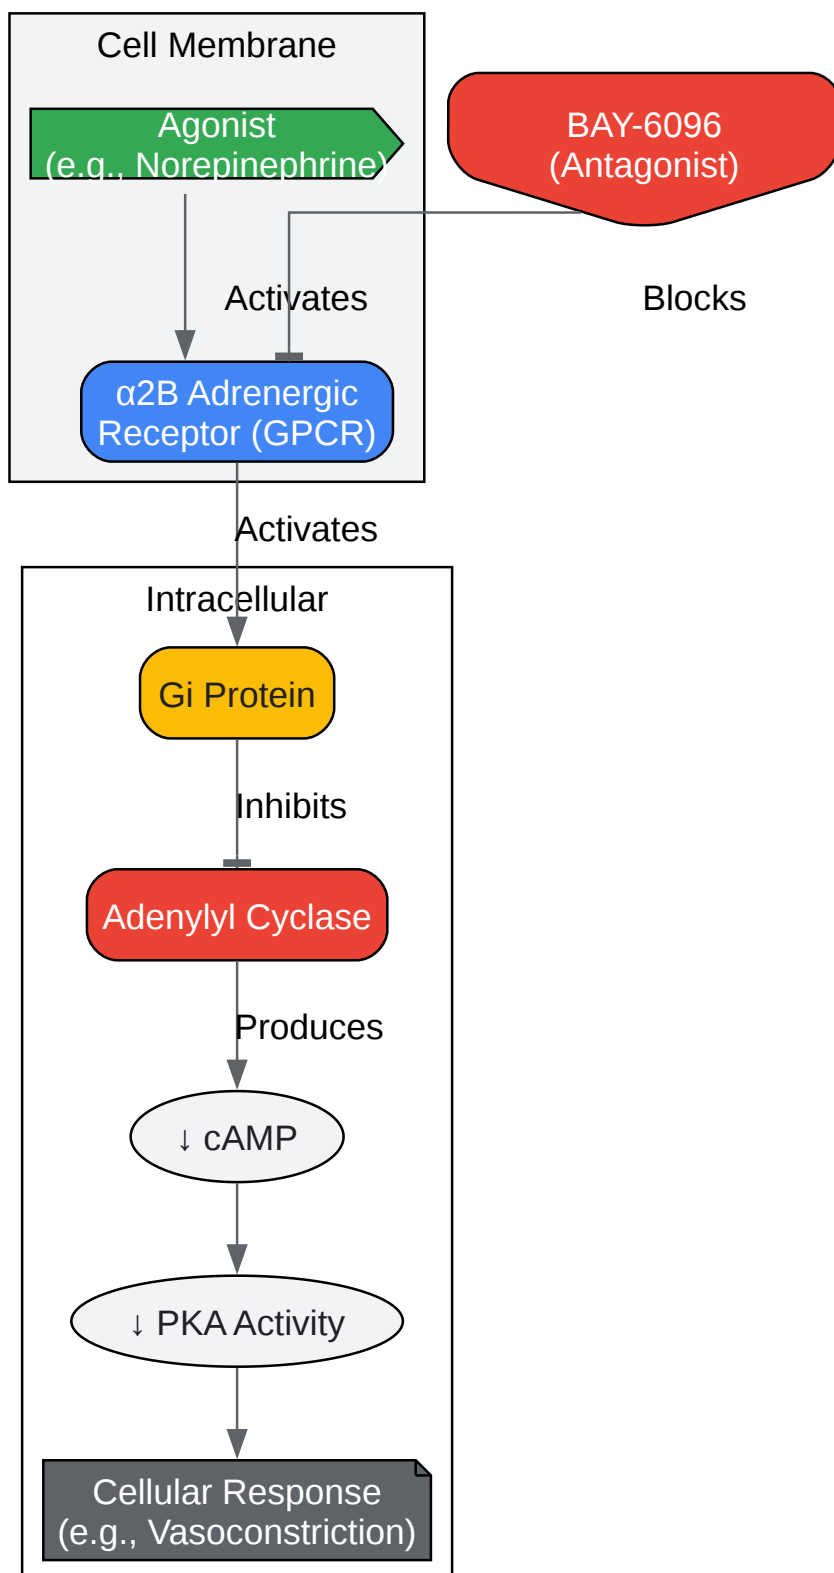 Cell Membrane
Agonist
(e.g., Norepinephrine)
BAY-6096
(Antagonist)
Activates
Blocks
α2B Adrenergic
Receptor (GPCR)
Activates
Intracellular
Gi Protein
Inhibits
Adenylyl Cyclase
Produces
↓ cAMP
↓ PKA Activity
Cellular Response
(e.g., Vasoconstriction)